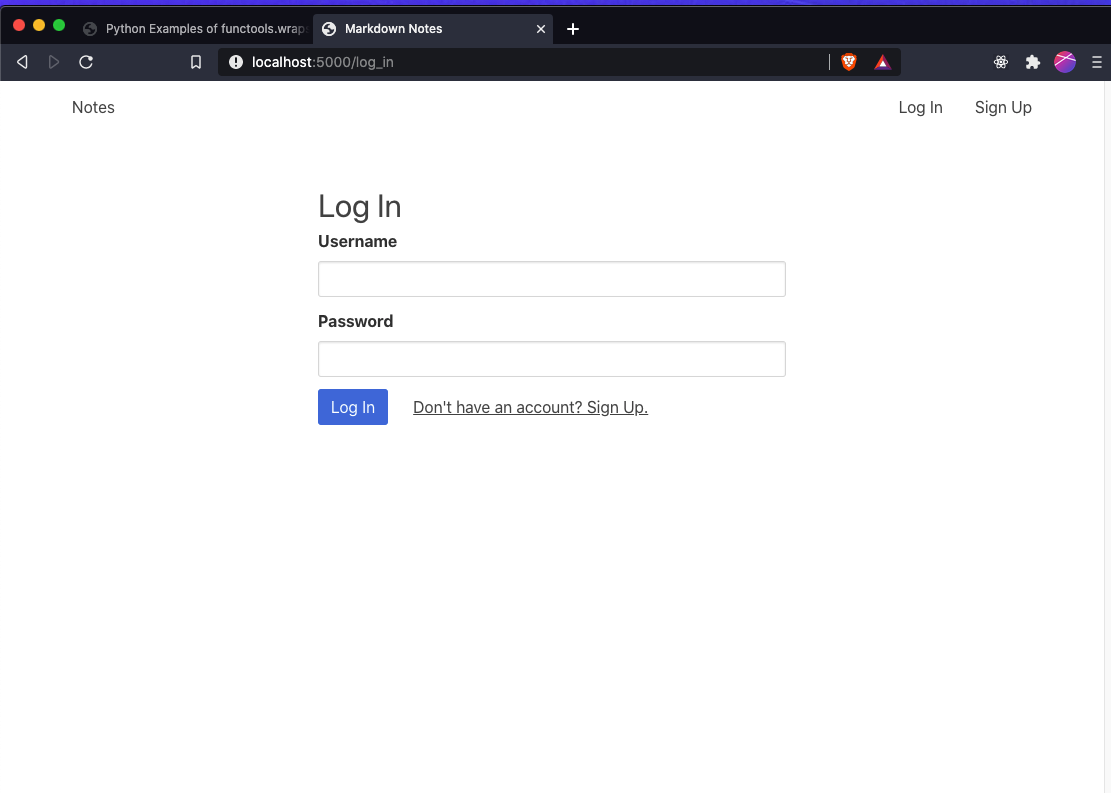 Python Examples of functools.wraps
Markdown Notes
localhost:5000/log_in
Notes
Log In
Sign Up
Log In
Username
Password
Log In
Don't have an account? Sign Up.